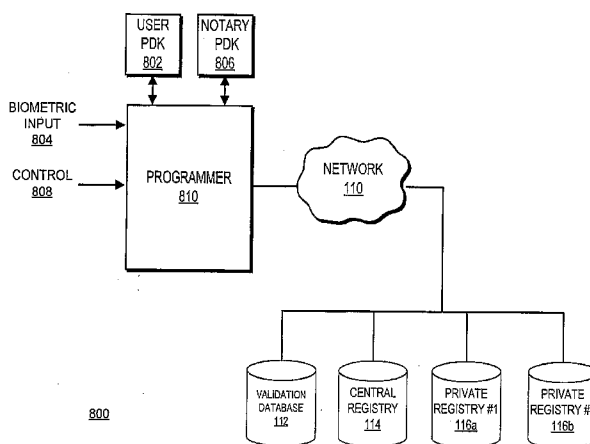 USER
PDK
802
NOTARY
PDK
806
BIOMETRIC
INPUT
804
CONTROL
808
PROGRAMMER
810
NETWORK
110
VALIDATION
DATABASE
112
CENTRAL
REGISTRY
114
PRIVATE
REGISTRY #1
116a
PRIVATE
REGISTRY #
116b
800